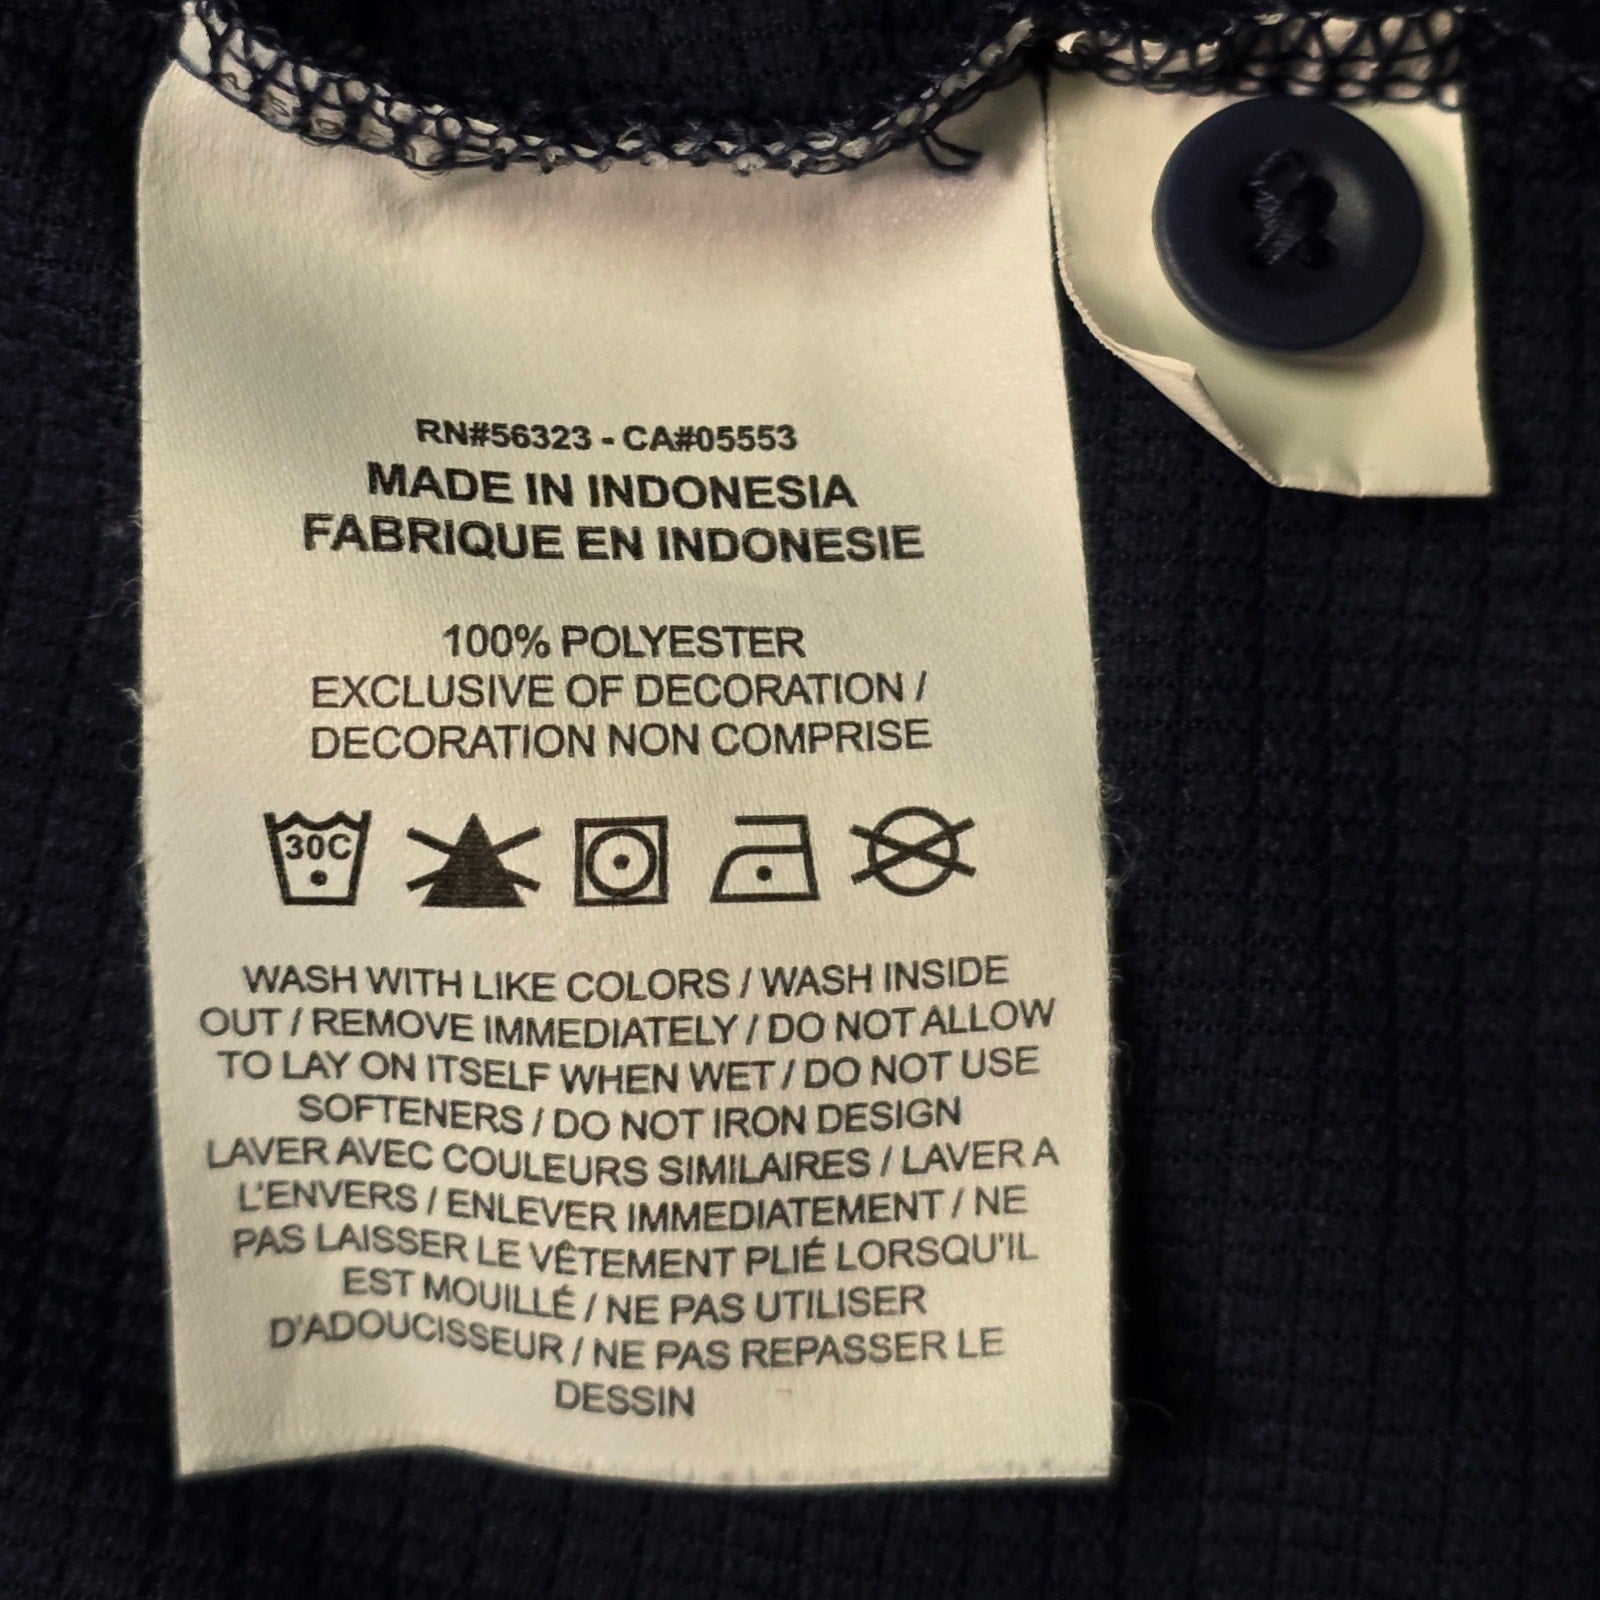 RN#56323 - CA#05553
MADE IN INDONESIA
FABRIQUE EN INDONESIE
100% POLYESTER
EXCLUSIVE OF DECORATION /
DECORATION NON COMPRISE
30C
WASH WITH LIKE COLORS / WASH INSIDE
OUT / REMOVE IMMEDIATELY / DO NOT ALLOW
TO LAY ON ITSELF WHEN WET / DO NOT USE
SOFTENERS / DO NOT IRON DESIGN
LAVER AVEC COULEURS SIMILAIRES / LAVER A
L'ENVERS / ENLEVER IMMEDIATEMENT / NE
PAS LAISSER LE VÊTEMENT PLIÉ LORSQU'IL
EST MOUILLÉ / NE PAS UTILISER
D'ADOUCISSEUR / NE PAS REPASSER LE
DESSIN